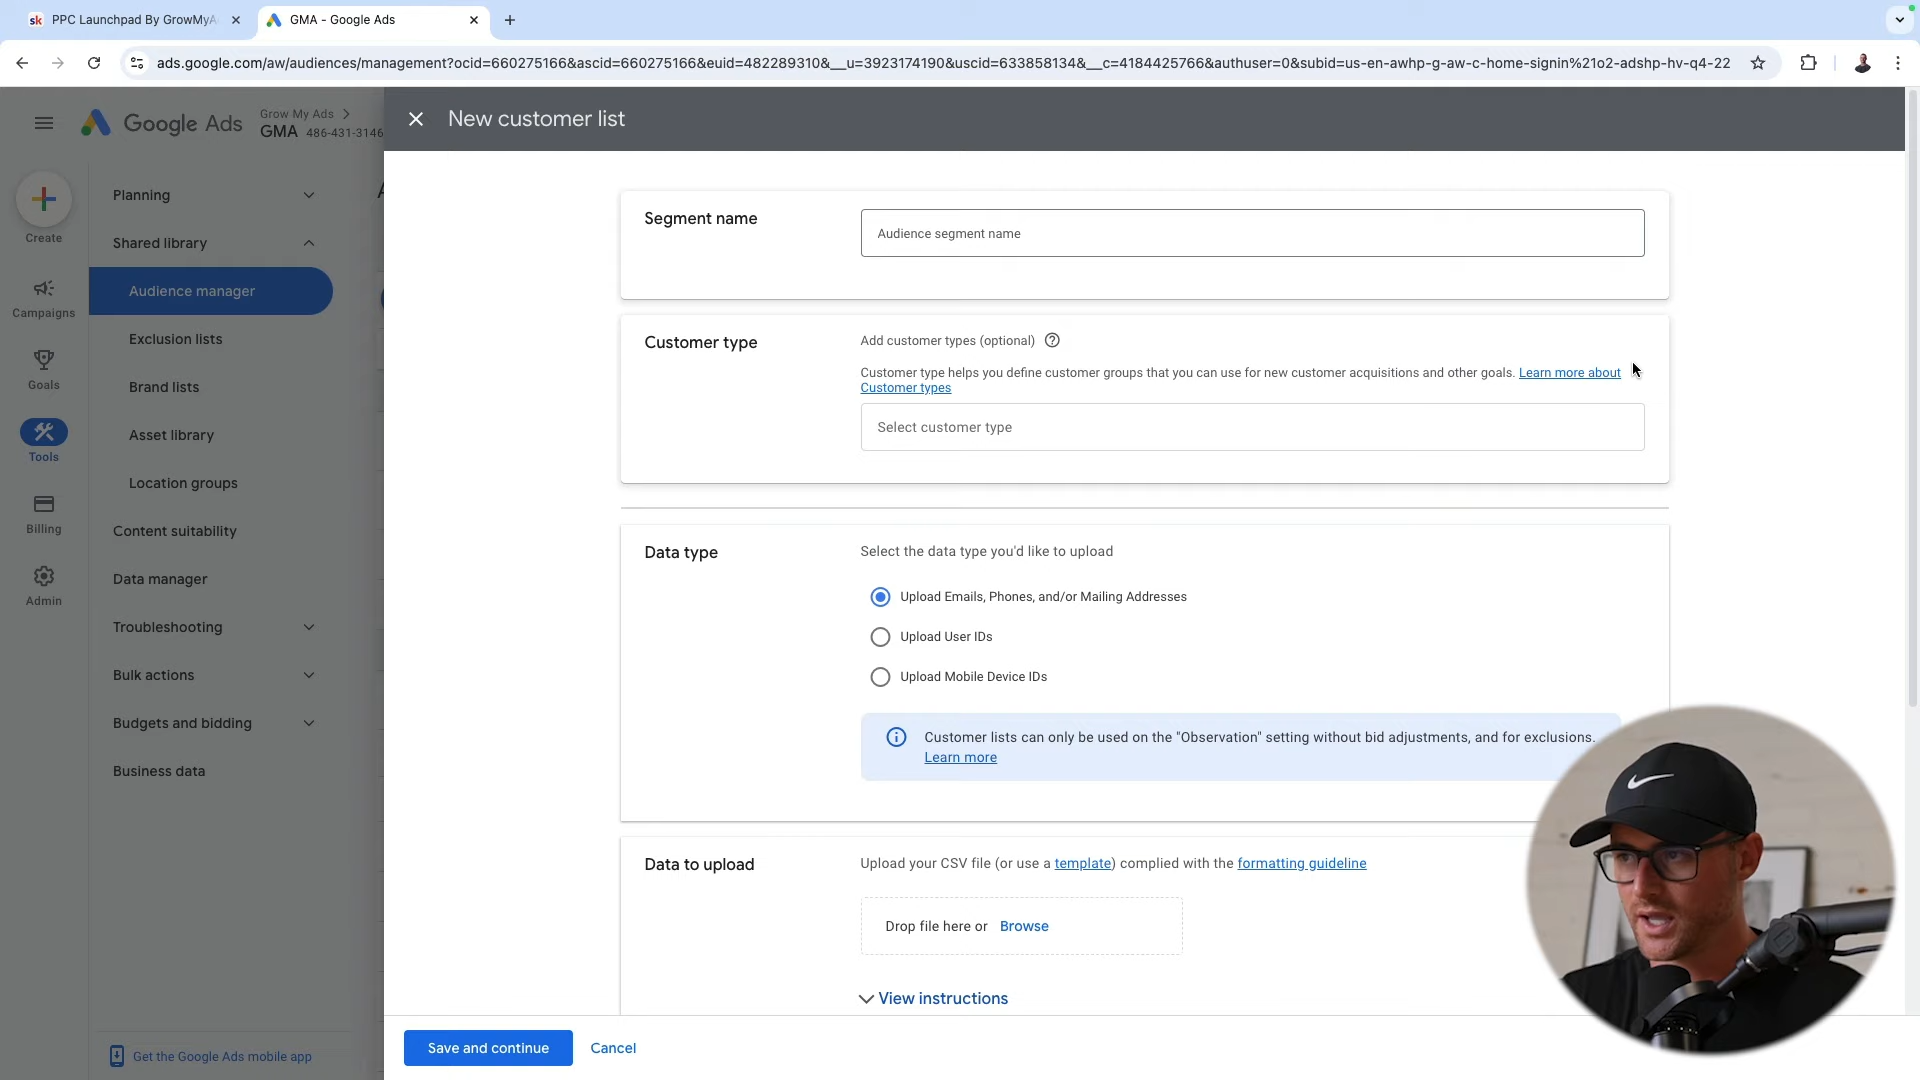 sk PPC Launchpad By GrowMyA
GMA - Google Ads
ads.google.com/aw/audiences/management?ocid=660275166&ascid=660275166&euid=482289310&__u=3923174190&uscid=633858134&__c=4184425766&authuser=0&subid=us-en-awhp-g-aw-c-home-signin%21o2-adshp-hv-q4-22
Google Ads
Grow My Ads
GMA 486-431-3146
New customer list
Create
Campaigns
Goals
Tools
Billing
Admin
Planning
Shared library
Audience manager
Exclusion lists
Brand lists
Asset library
Location groups
Content suitability
Data manager
Troubleshooting
Bulk actions
Budgets and bidding
Business data
Get the Google Ads mobile app
Segment name
Audience segment name
Customer type
Add customer types (optional)
Customer type helps you define customer groups that you can use for new customer acquisitions and other goals. Learn more about
Customer types
Select customer type
Data type
Select the data type you'd like to upload
Upload Emails, Phones, and/or Mailing Addresses
Upload User IDs
Upload Mobile Device IDs
Customer lists can only be used on the "Observation" setting without bid adjustments, and for exclusions.
Learn more
Data to upload
Upload your CSV file (or use a template) complied with the formatting guideline
Drop file here or Browse
View instructions
Save and continue
Cancel